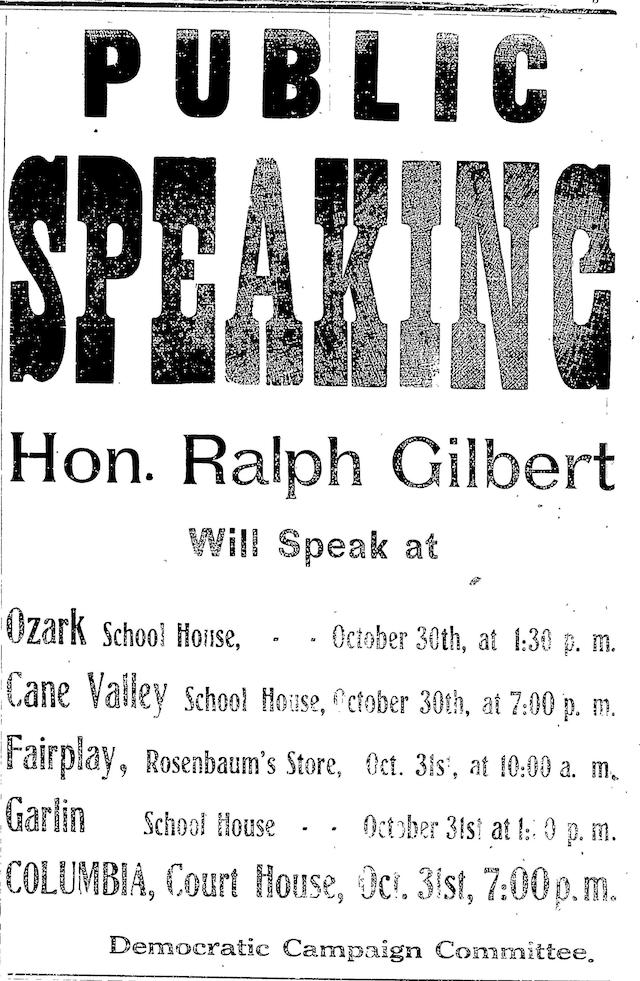 PUBLIC
SPEAKING
Hon. Ralph Gilbert
Will Speak at
Ozark School House, - - October 30th, at 1:30 p. m.
Cane Valley School House, October 30th, at 7:00 p. m.
Fairplay, Rosenbaum's Store, Oct. 31st, at 10:00 a. m.
Garlin School House - - October 31st at p. m.
COLUMBIA, Court House, Oct. 31st, 7:00 p. m.
Democratic Campaign Committee.